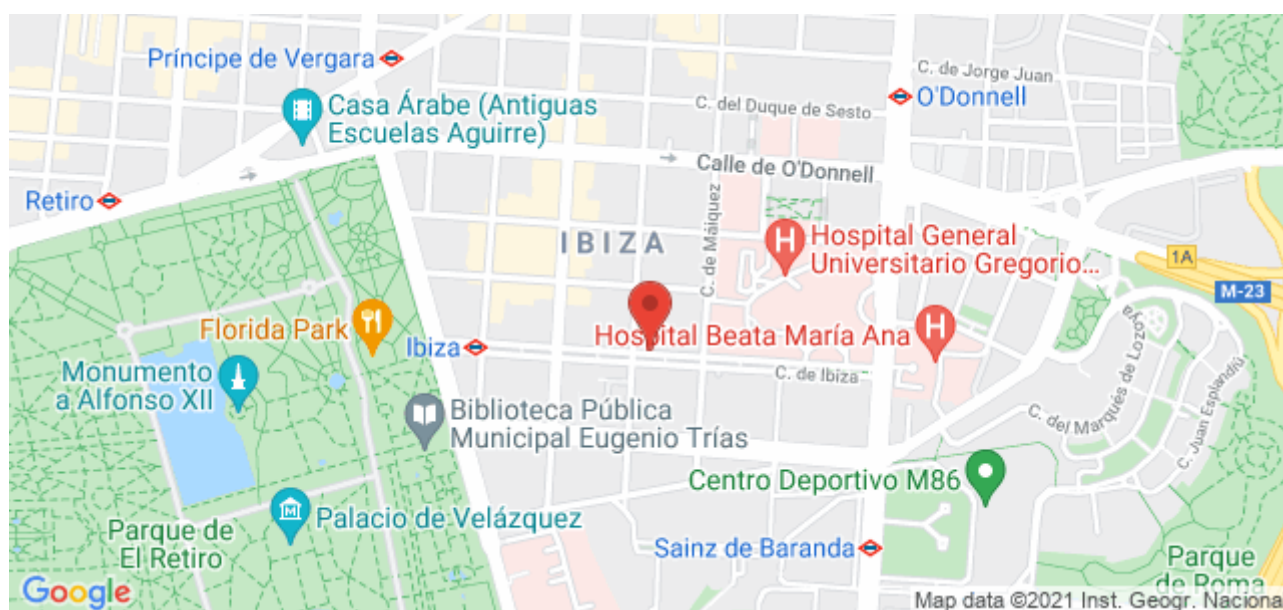 Príncipe de Vergara
C. de Jorge Juan
O'Donnell
Casa Árabe (Antiguas
Escuelas Aguirre)
C. del Duque de Sesto
Calle de O'Donnell
Retiro
C. de Máiquez
IBIZA
Hospital General
Universitario Gregorio...
1A
M-23
Florida Park
Ibiza
Hospital Beata María Ana
C. de Ibiza
Monumento
a Alfonso XII
Biblioteca Pública
Municipal Eugenio Trías
C. del Marqués de Lozoya
C. Juan Esplandiú
Centro Deportivo M86
Palacio de Velázquez
Parque de
El Retiro
Sainz de Baranda
Parque
de Roma
Google
Map data ©2021 Inst. Geogr. Naciona